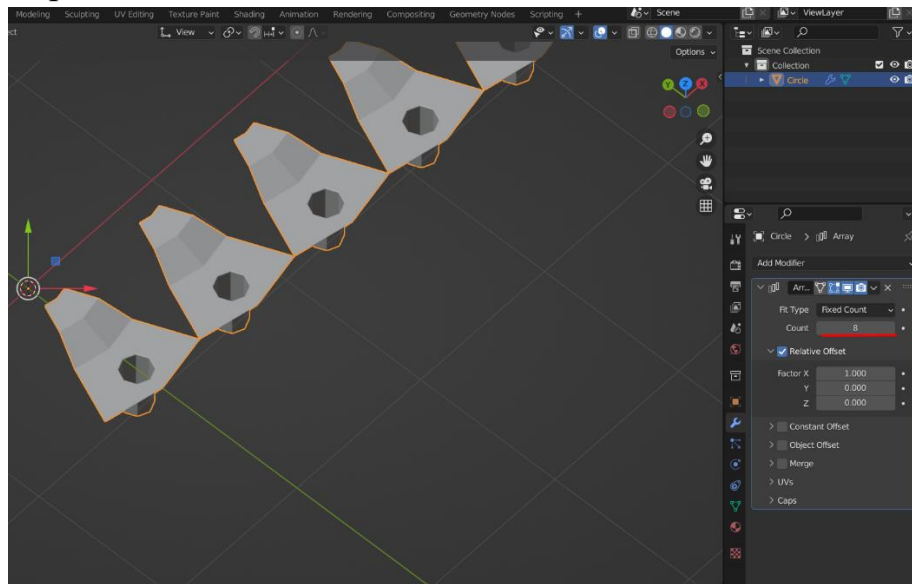 Modeling Sculpting UV Editing Texture Paint Shading Animation Rendering Compositing Geometry Nodes Scripting + Scene ViewLayer
View
Options
Scene Collection
Collection
Circle
Y Z X
Circle > Array
Add Modifier
Arr...
Fit Type Fixed Count
Count 8
Relative Offset
Factor X 1.000
Y 0.000
Z 0.000
Constant Offset
Object Offset
Merge
UVs
Caps